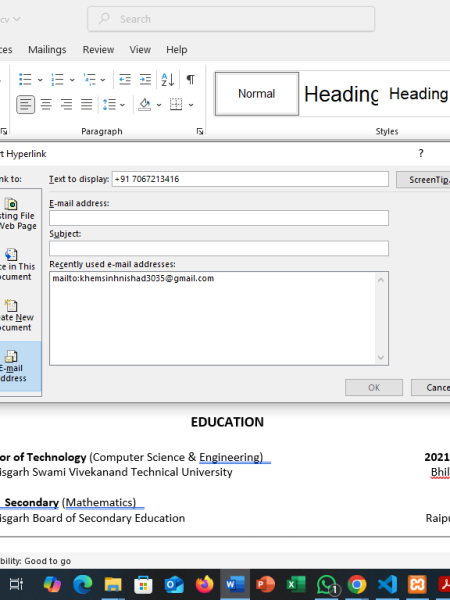 cv
Search
ces Mailings Review View Help
Normal Heading Heading
Paragraph Styles
t Hyperlink ?
nk to: Text to display: +91 7067213416 ScreenTip.
E-mail address:
sting File
Web Page
Subject:
ce in This
ocument
Recently used e-mail addresses:
mailto:khemsinhnishad3035@gmail.com
ate New
ocument
E-mail
ddress
OK Cance
EDUCATION
or of Technology (Computer Science & Engineering) 2021
isgarh Swami Vivekanand Technical University Bhil
Secondary (Mathematics)
isgarh Board of Secondary Education Raip
bility: Good to go
1